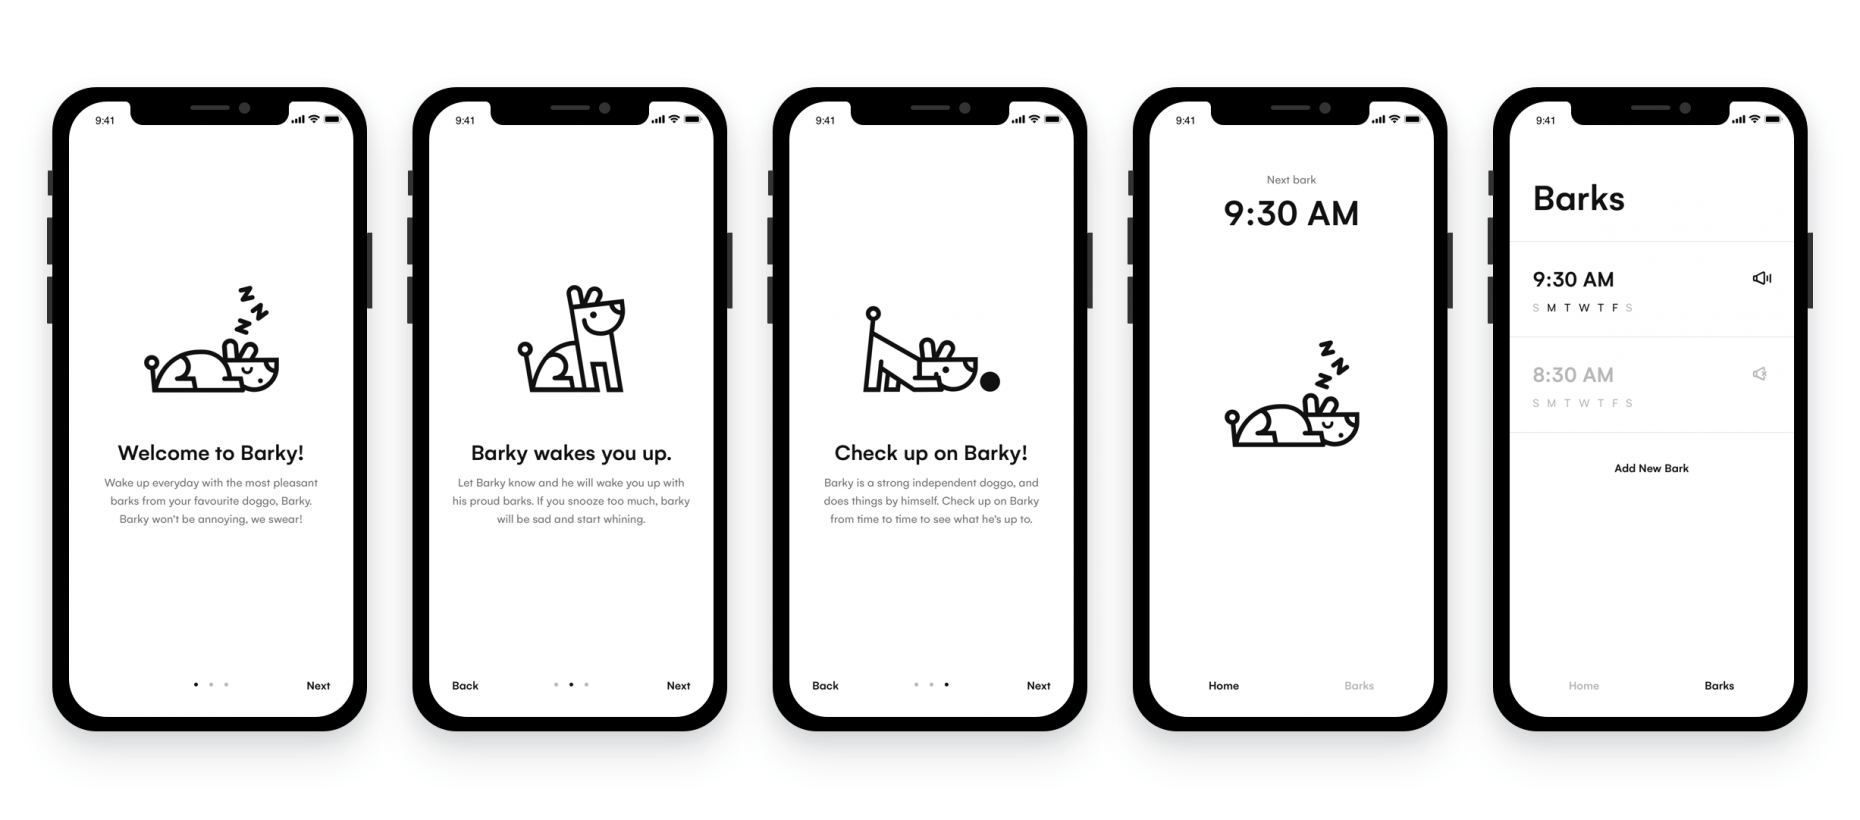 9:41
Z
Z
Z
Welcome to Barky!
Wake up everyday with the most pleasant
barks from your favourite doggo, Barky.
Barky won't be annoying, we swear!
Next
9:41
Barky wakes you up.
Let Barky know and he will wake you up with
his proud barks. If you snooze too much, barky
will be sad and start whining.
Back
Next
9:41
Check up on Barky!
Barky is a strong independent doggo, and
does things by himself. Check up on Barky
from time to time to see what he's up to.
Back
Next
9:41
Next bark
9:30 AM
Z
Z
Z
Home
Barks
9:41
Barks
9:30 AM
S M T W T F S
8:30 AM
S M T W T F S
Add New Bark
Home
Barks